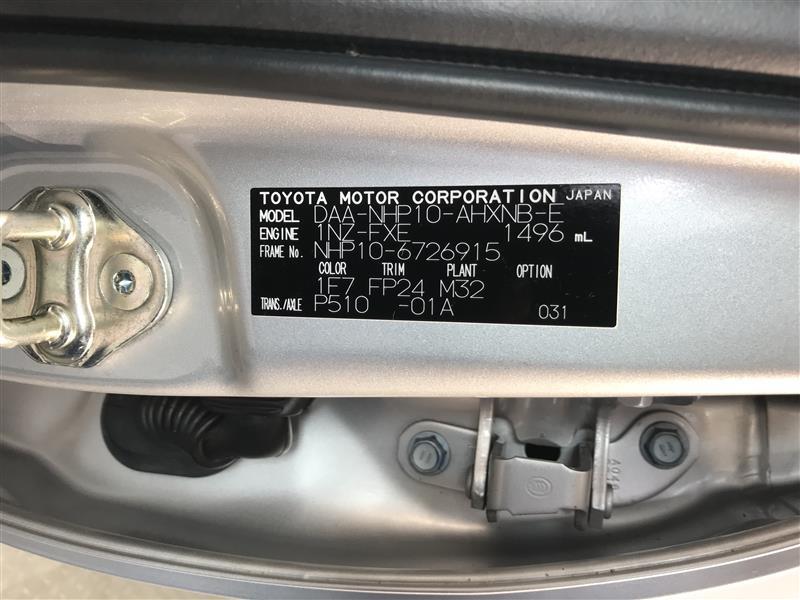 TOYOTA MOTOR CORPORATION JAPAN
MODEL DAA-NHP10-AHXNB-E
ENGINE 1NZ-FXE 1496 mL
FRAME No. NHP10-6726915
COLOR TRIM PLANT OPTION
1F7 FP24 M32
TRANS./AXLE P510 -01A 031